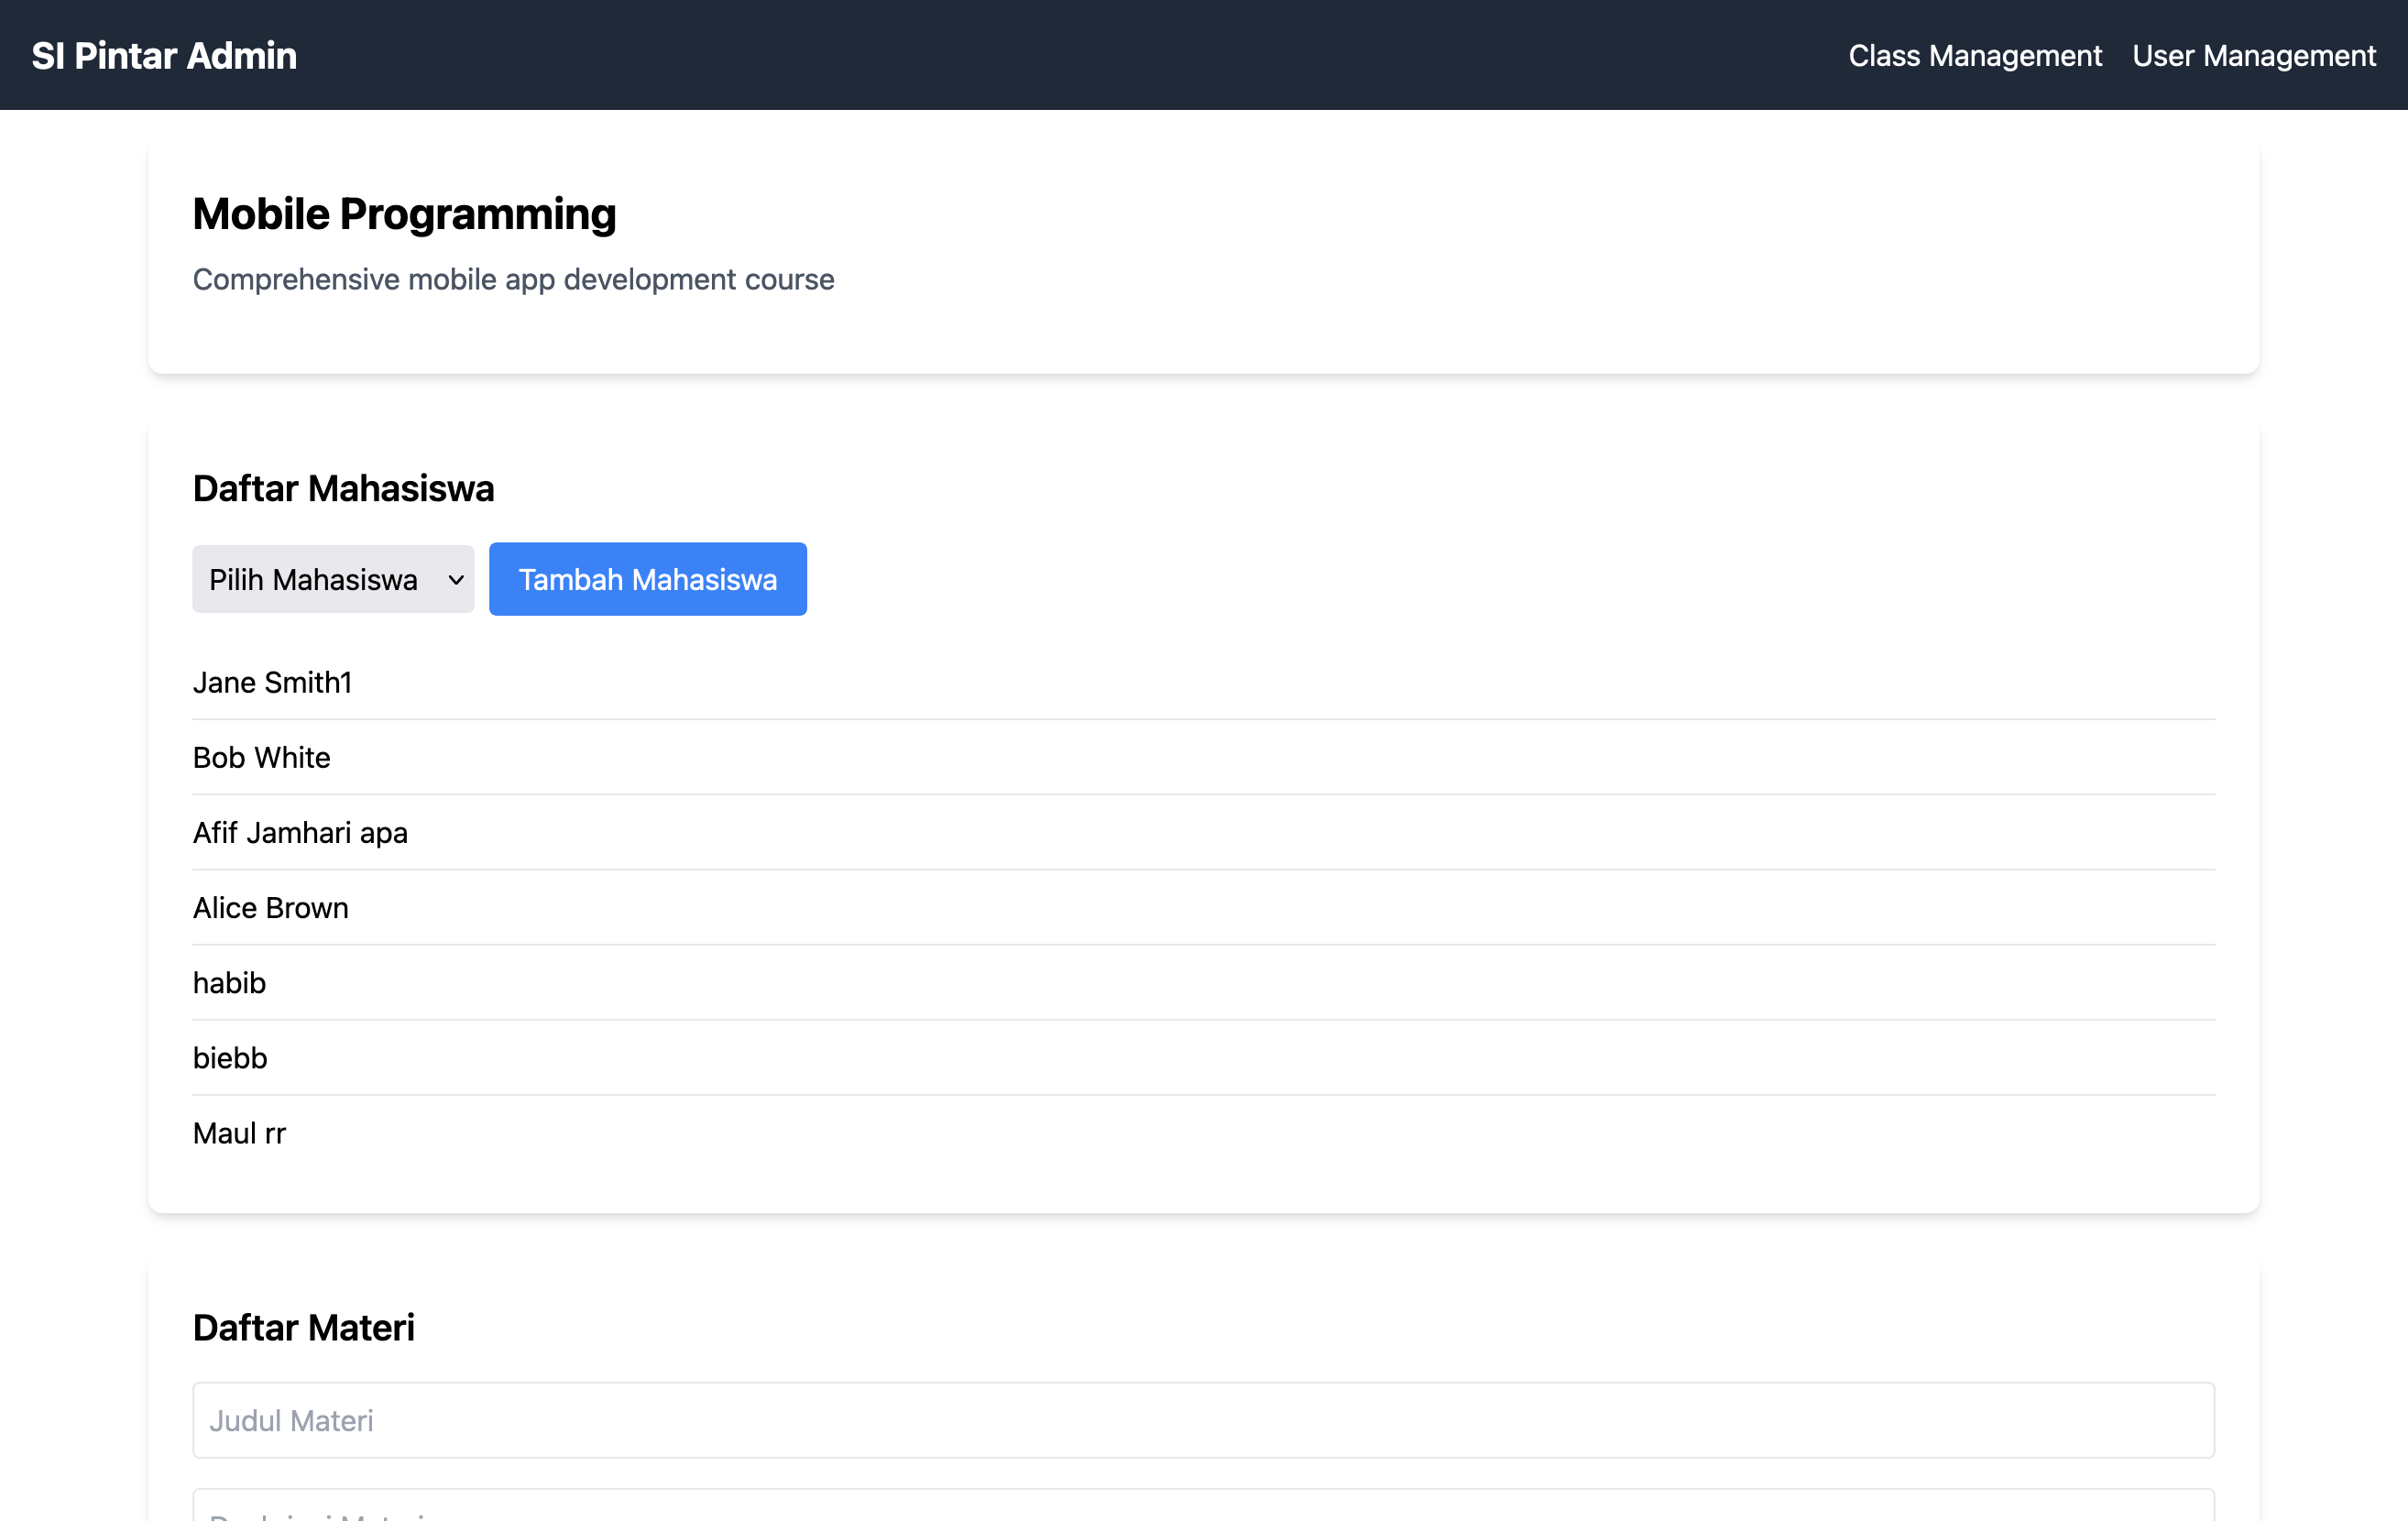 SI Pintar Admin
Class Management
User Management
Mobile Programming
Comprehensive mobile app development course
Daftar Mahasiswa
Pilih Mahasiswa
Tambah Mahasiswa
Jane Smith1
Bob White
Afif Jamhari apa
Alice Brown
habib
biebb
Maul rr
Daftar Materi
Judul Materi